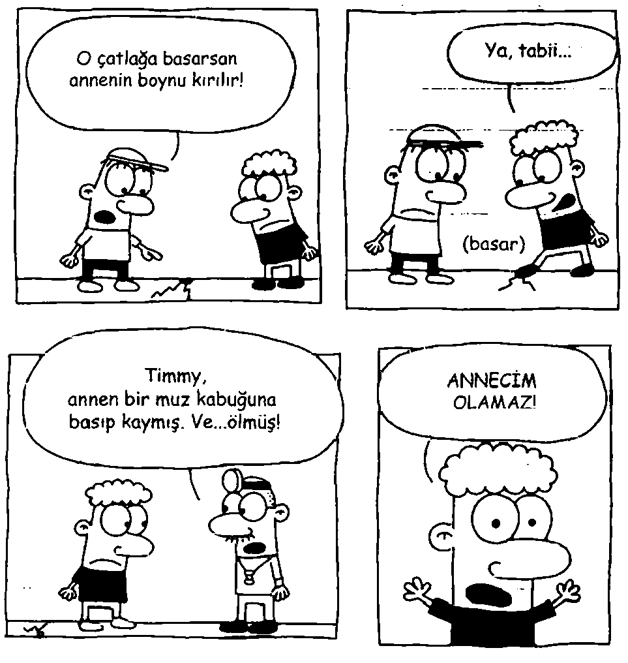 O çatlağa basarsan
annenin boynu kırılır!
Ya, tabii...
(basar)
Timmy,
annen bir muz kabuğuna
basıp kaymış. Ve...ölmüş!
ANNECİM
OLAMAZ!